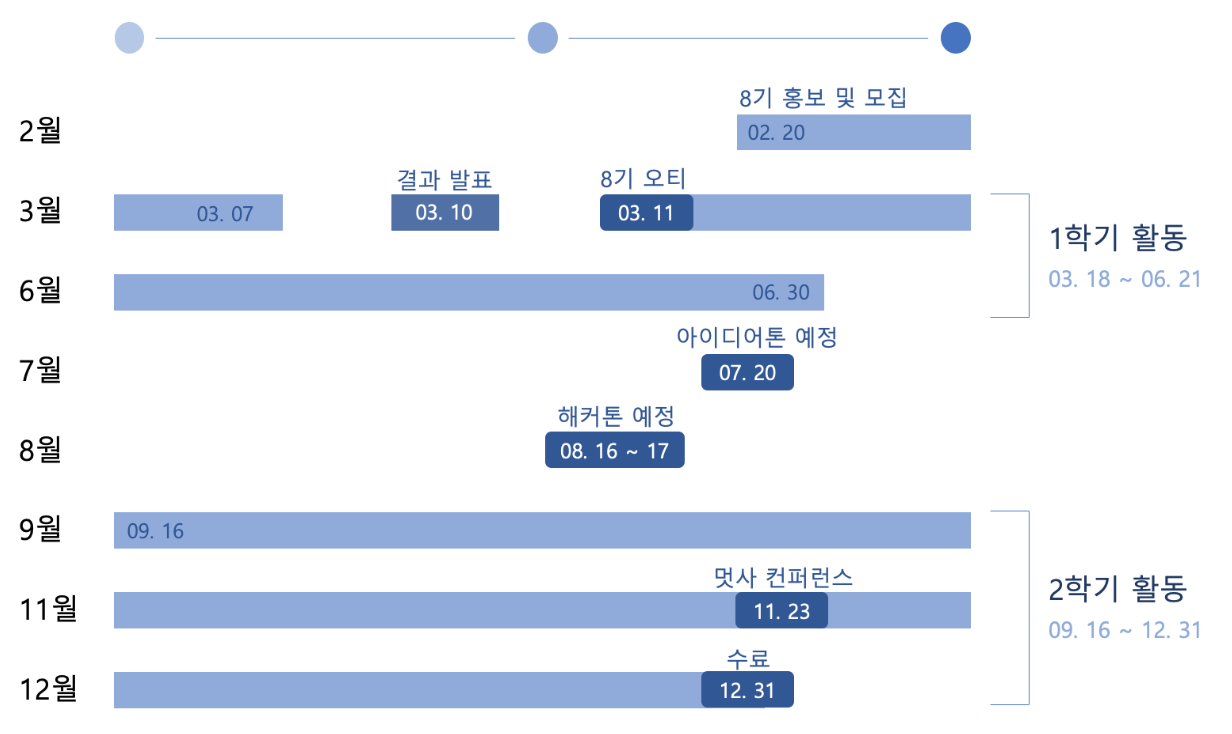 8기 홍보 및 모집
2월
02. 20
결과 발표
8기 오티
3월
03. 07
03. 10
03. 11
1학기 활동
03. 18 ~ 06. 21
6월
06. 30
아이디어톤 예정
7월
07. 20
해커톤 예정
8월
08. 16 ~ 17
9월
09. 16
멋사 컨퍼런스
11월
11. 23
2학기 활동
09. 16 ~ 12. 31
수료
12월
12. 31